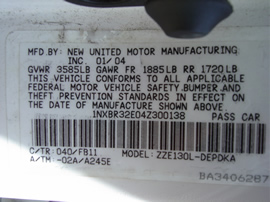 MFD. BY NEW UNITED MOTOR MANUFACTURING
INC. 01/04
GVWR 3585LB GAWR FR 1885LB RR 1720LB
THIS VEHICLE CONFORMS TO ALL APPLICABLE
FEDERAL MOTOR VEHICLE SAFETY, BUMPER AND
THEFT PREVENTION STANDARDS IN EFFECT ON
THE DATE OF MANUFACTURE SHOWN ABOVE.
1NXBR32E04Z300138 PASS CAR
C/TR: 040/FB11 MODEL: ZZE130L-DEPDKA
A/TM: -02A/A245E
BA3406287